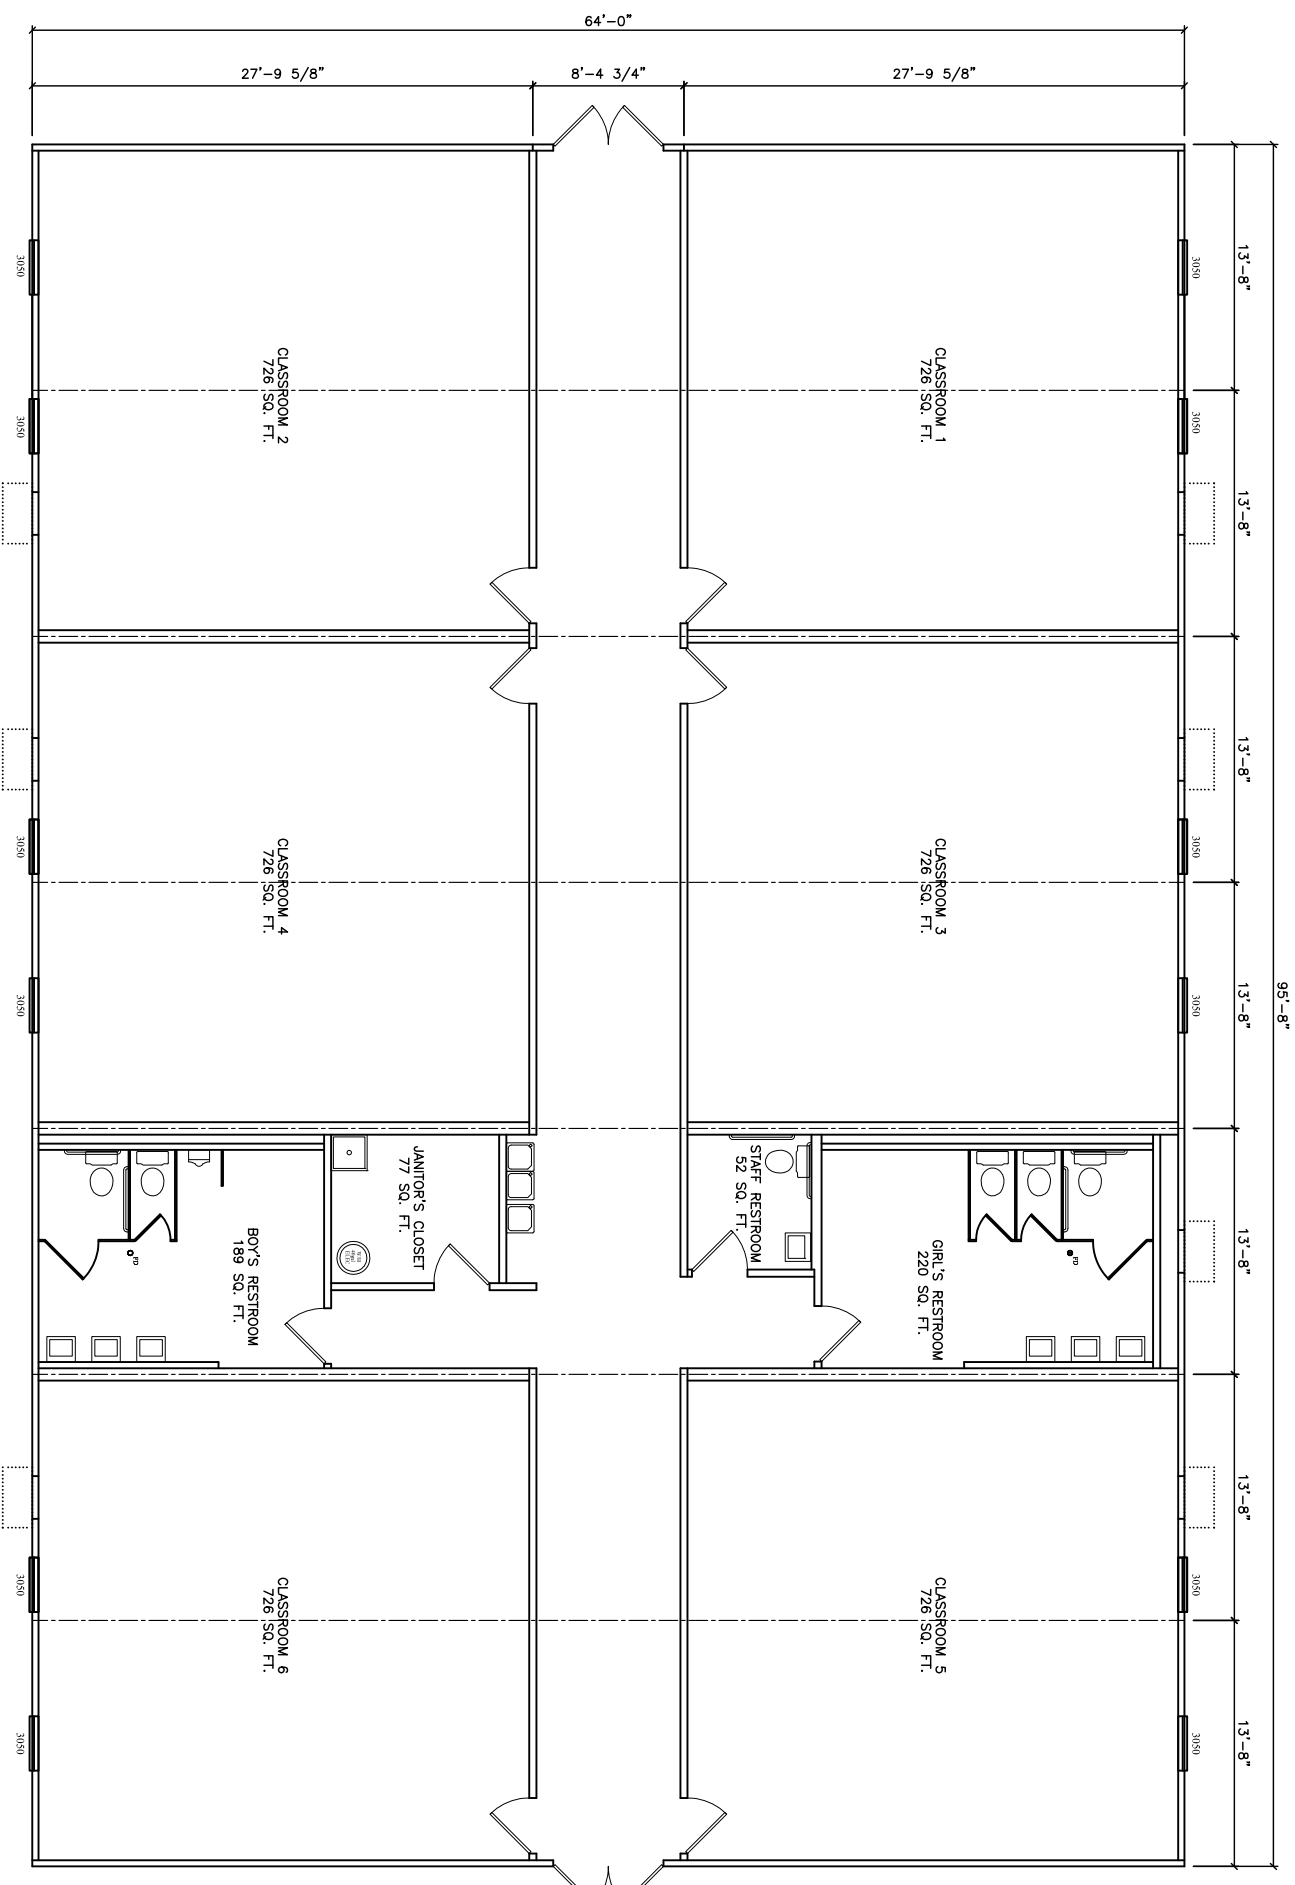 64'-0"
27'-9 5/8"
8'-4 3/4"
27'-9 5/8"
95'-8"
13'-8"
13'-8"
13'-8"
13'-8"
13'-8"
13'-8"
13'-8"
3050
3050
3050
3050
3050
3050
3050
3050
3050
3050
3050
3050
CLASSROOM 2
726 SQ. FT.
CLASSROOM 1
726 SQ. FT.
CLASSROOM 4
726 SQ. FT.
CLASSROOM 3
726 SQ. FT.
JANITOR'S CLOSET
77 SQ. FT.
STAFF RESTROOM
52 SQ. FT.
BOY'S RESTROOM
189 SQ. FT.
GIRL'S RESTROOM
220 SQ. FT.
FD
FD
CLASSROOM 6
726 SQ. FT.
CLASSROOM 5
726 SQ. FT.